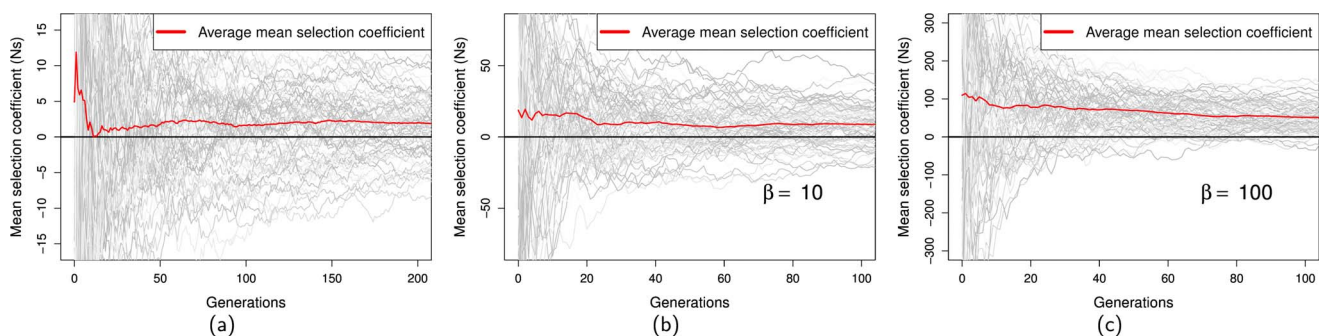 Average mean selection coefficient
Mean selection coefficient (Ns)
15
10
5
0
−5
−10
−15
0
50
100
150
200
Generations
(a)
Average mean selection coefficient
Mean selection coefficient (Ns)
50
0
−50
β = 10
0
20
40
60
80
100
Generations
(b)
Average mean selection coefficient
Mean selection coefficient (Ns)
300
200
100
0
−100
−200
−300
β = 100
0
20
40
60
80
100
Generations
(c)